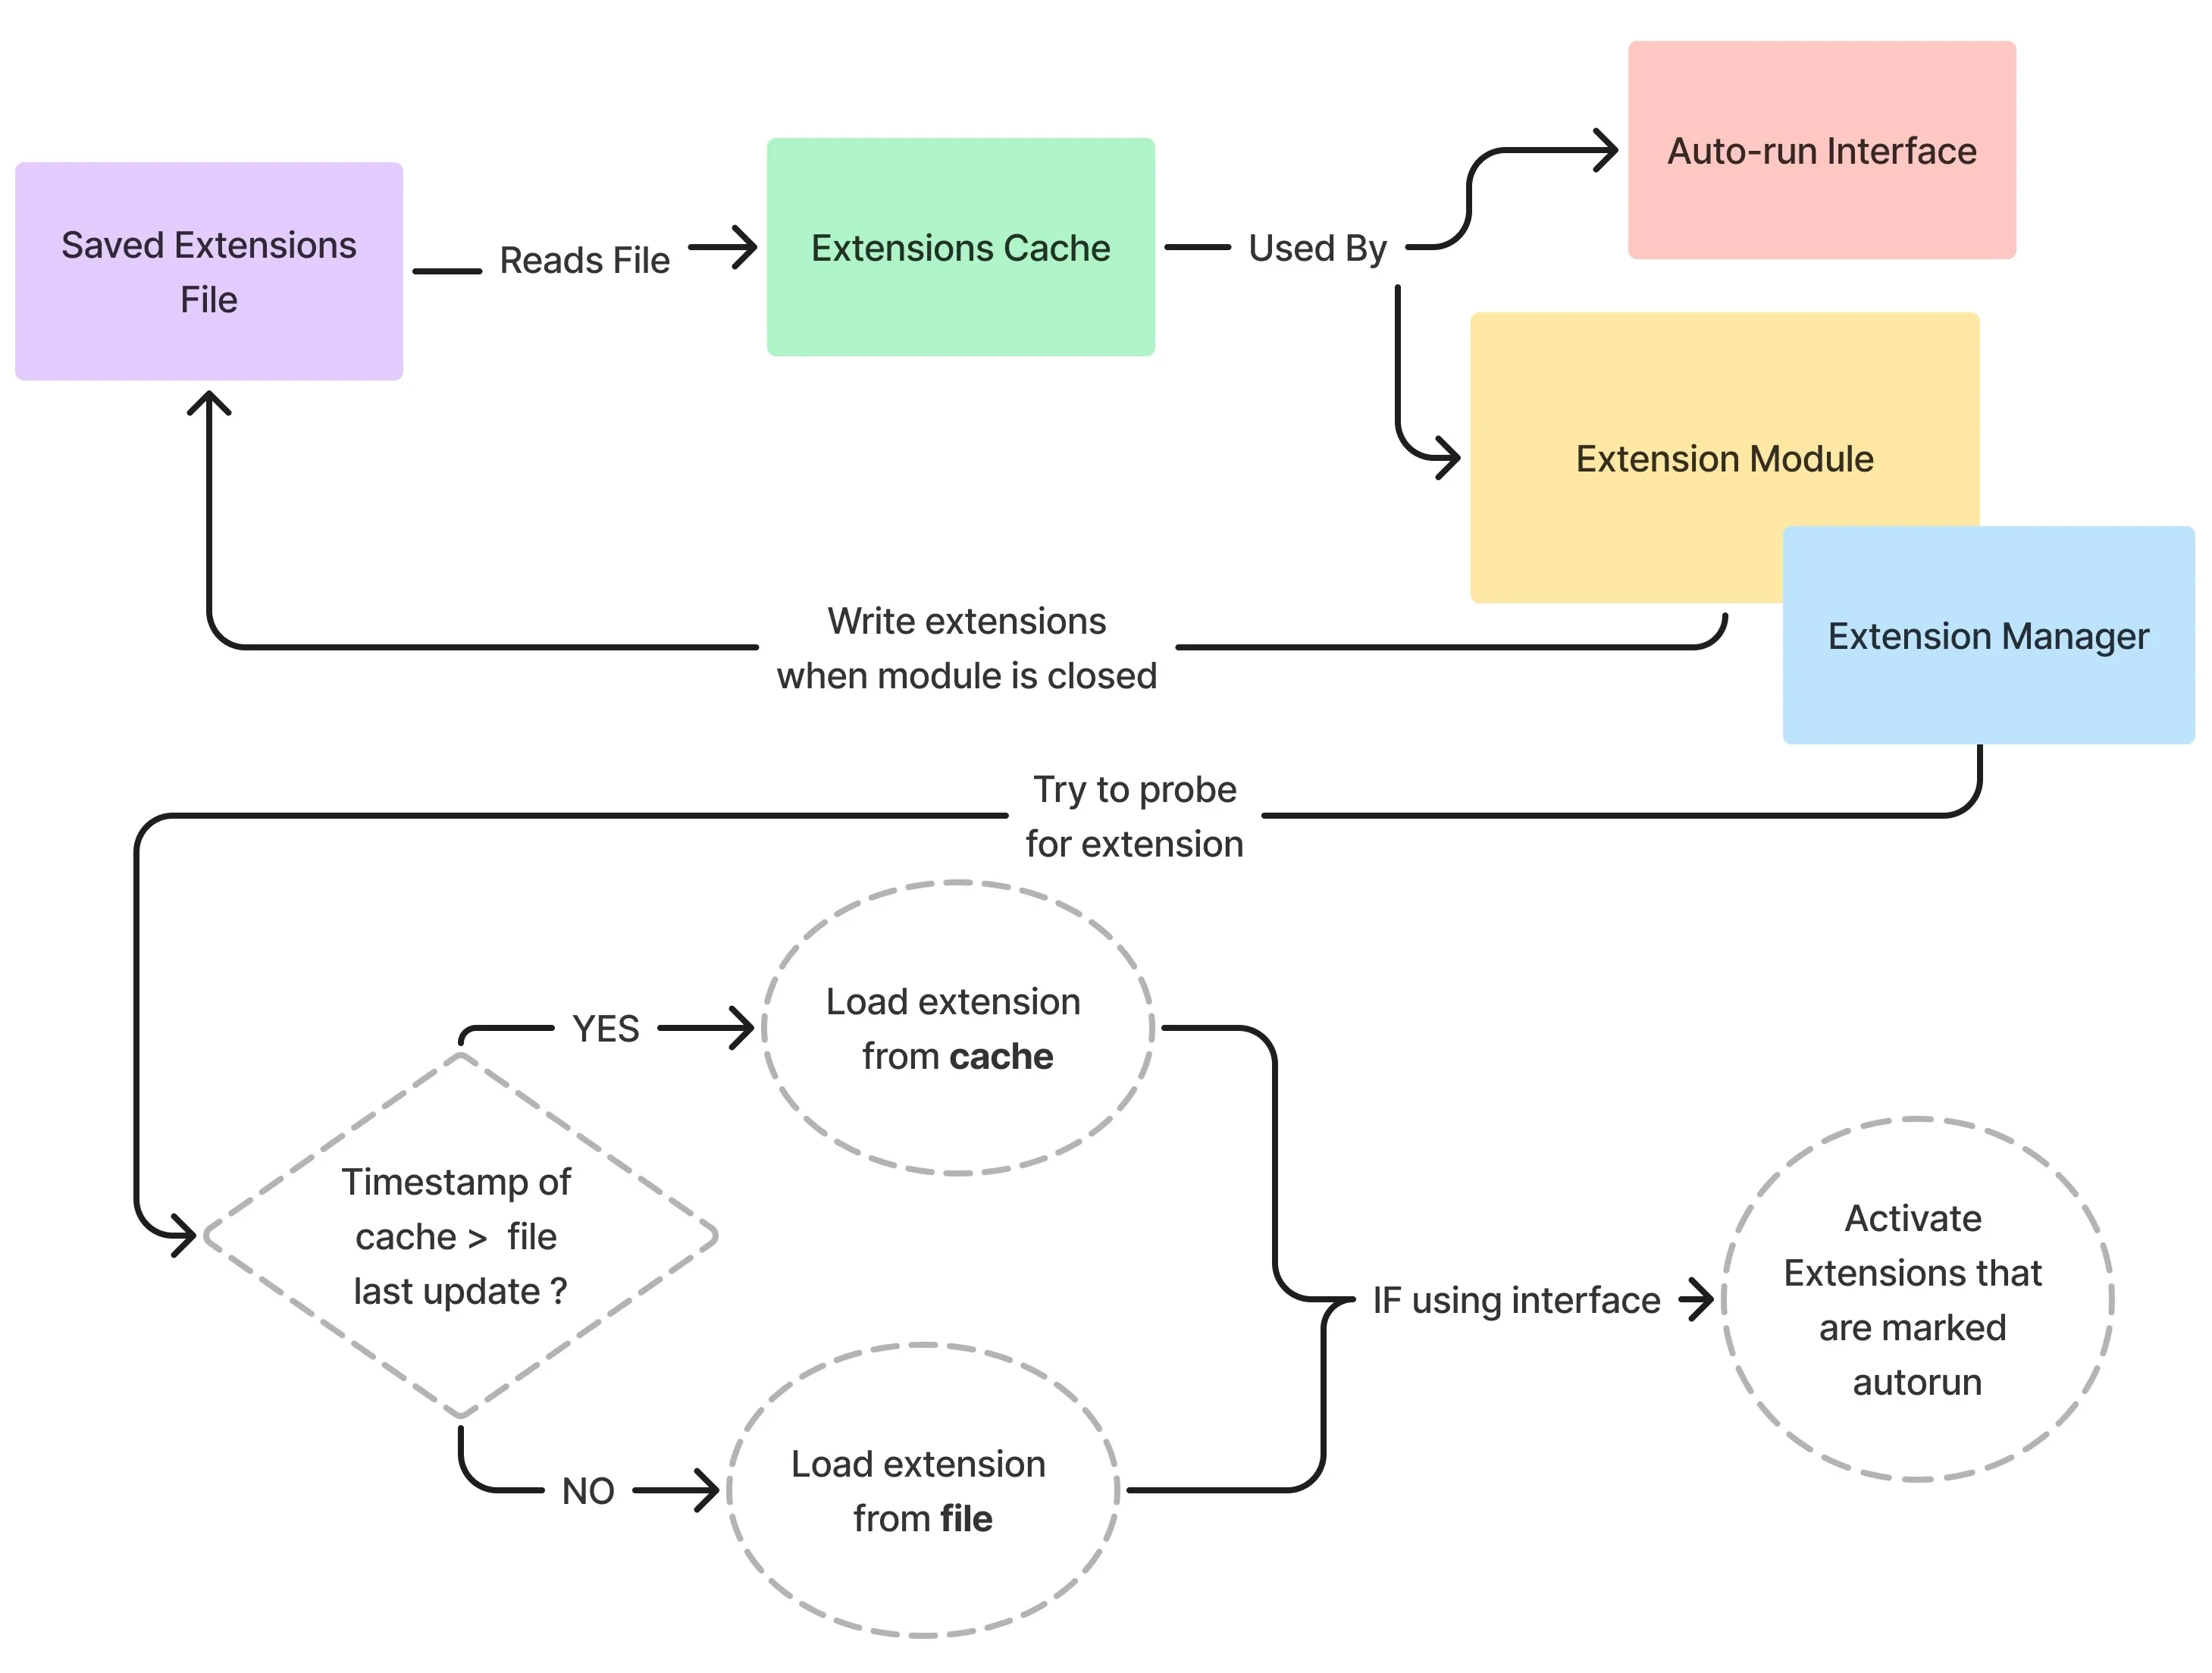 Auto-run Interface
Saved Extensions
File
Reads File
Extensions Cache
Used By
Extension Module
Extension Manager
Write extensions
when module is closed
Try to probe
for extension
YES
Load extension
from cache
Timestamp of
cache > file
last update ?
IF using interface
Activate
Extensions that
are marked
autorun
NO
Load extension
from file